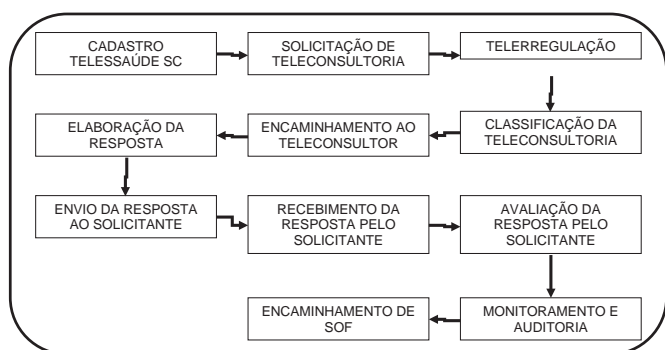 CADASTRO
TELESSAÚDE SC
SOLICITAÇÃO DE
TELECONSULTORIA
TELERREGULAÇÃO
CLASSIFICAÇÃO DA
TELECONSULTORIA
ENCAMINHAMENTO AO
TELECONSULTOR
ELABORAÇÃO DA
RESPOSTA
ENVIO DA RESPOSTA
AO SOLICITANTE
RECEBIMENTO DA
RESPOSTA PELO
SOLICITANTE
AVALIAÇÃO DA
RESPOSTA PELO
SOLICITANTE
MONITORAMENTO E
AUDITORIA
ENCAMINHAMENTO DE
SOF